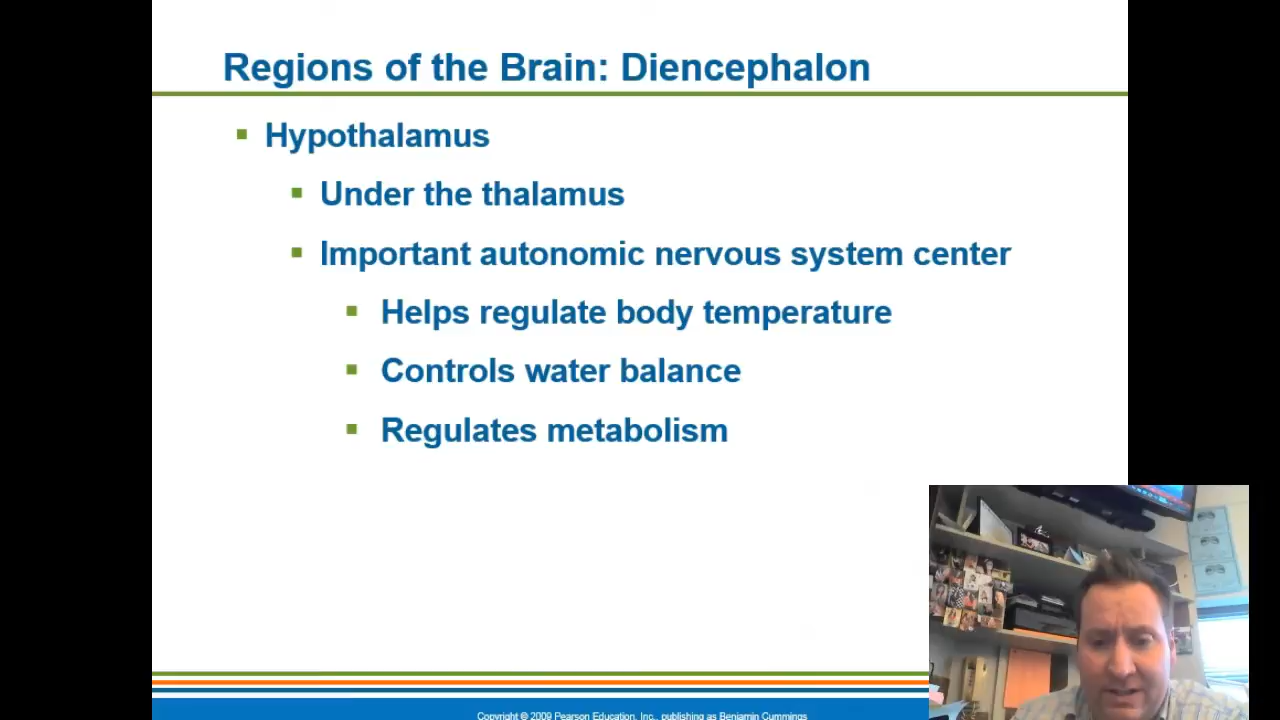 Regions of the Brain: Diencephalon
Hypothalamus
Under the thalamus
Important autonomic nervous system center
Helps regulate body temperature
Controls water balance
Regulates metabolism
Copyright © 2009 Pearson Education, Inc., publishing as Benjamin Cummings